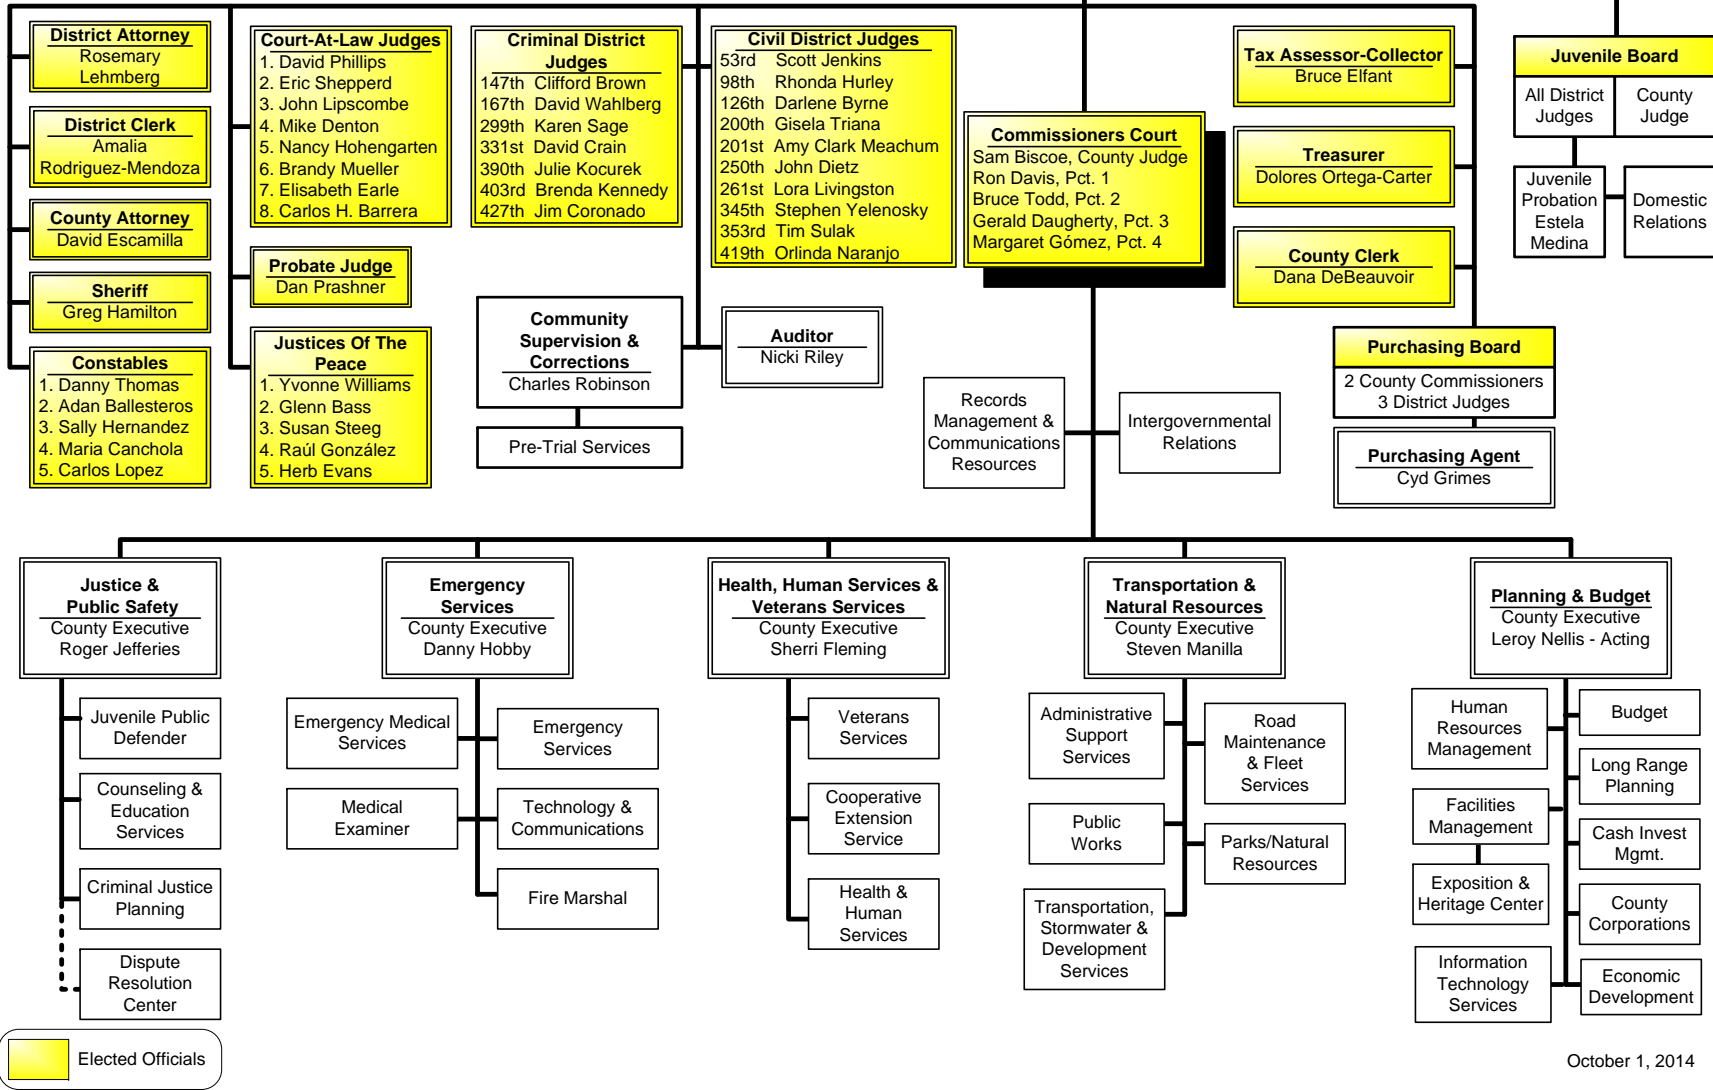 District Attorney
Rosemary
Lehmberg
District Clerk
Amalia
Rodriguez-Mendoza
County Attorney
David Escamilla
Sheriff
Greg Hamilton
Constables
1. Danny Thomas
2. Adan Ballesteros
3. Sally Hernandez
4. Maria Canchola
5. Carlos Lopez
Court-At-Law Judges
1. David Phillips
2. Eric Shepperd
3. John Lipscombe
4. Mike Denton
5. Nancy Hohengarten
6. Brandy Mueller
7. Elisabeth Earle
8. Carlos H. Barrera
Probate Judge
Dan Prashner
Justices Of The
Peace
1. Yvonne Williams
2. Glenn Bass
3. Susan Steeg
4. Raúl González
5. Herb Evans
Criminal District
Judges
147th Clifford Brown
167th David Wahlberg
299th Karen Sage
331st David Crain
390th Julie Kocurek
403rd Brenda Kennedy
427th Jim Coronado
Civil District Judges
53rd Scott Jenkins
98th Rhonda Hurley
126th Darlene Byrne
200th Gisela Triana
201st Amy Clark Meachum
250th John Dietz
261st Lora Livingston
345th Stephen Yelenosky
353rd Tim Sulak
419th Orlinda Naranjo
Community
Supervision &
Corrections
Charles Robinson
Pre-Trial Services
Auditor
Nicki Riley
Commissioners Court
Sam Biscoe, County Judge
Ron Davis, Pct. 1
Bruce Todd, Pct. 2
Gerald Daugherty, Pct. 3
Margaret Gómez, Pct. 4
Records
Management &
Communications
Resources
Intergovernmental
Relations
Tax Assessor-Collector
Bruce Elfant
Treasurer
Dolores Ortega-Carter
County Clerk
Dana DeBeauvoir
Purchasing Board
2 County Commissioners
3 District Judges
Purchasing Agent
Cyd Grimes
Juvenile Board
All District
Judges
County
Judge
Juvenile
Probation
Estela
Medina
Domestic
Relations
Justice &
Public Safety
County Executive
Roger Jefferies
Juvenile Public
Defender
Counseling &
Education
Services
Criminal Justice
Planning
Dispute
Resolution
Center
Emergency
Services
County Executive
Danny Hobby
Emergency Medical
Services
Emergency
Services
Medical
Examiner
Technology &
Communications
Fire Marshal
Health, Human Services &
Veterans Services
County Executive
Sherri Fleming
Veterans
Services
Cooperative
Extension
Service
Health &
Human
Services
Transportation &
Natural Resources
County Executive
Steven Manilla
Administrative
Support
Services
Road
Maintenance
& Fleet
Services
Public
Works
Parks/Natural
Resources
Transportation,
Stormwater &
Development
Services
Planning & Budget
County Executive
Leroy Nellis - Acting
Human
Resources
Management
Budget
Long Range
Planning
Facilities
Management
Cash Invest
Mgmt.
Exposition &
Heritage Center
County
Corporations
Information
Technology
Services
Economic
Development
Elected Officials
October 1, 2014